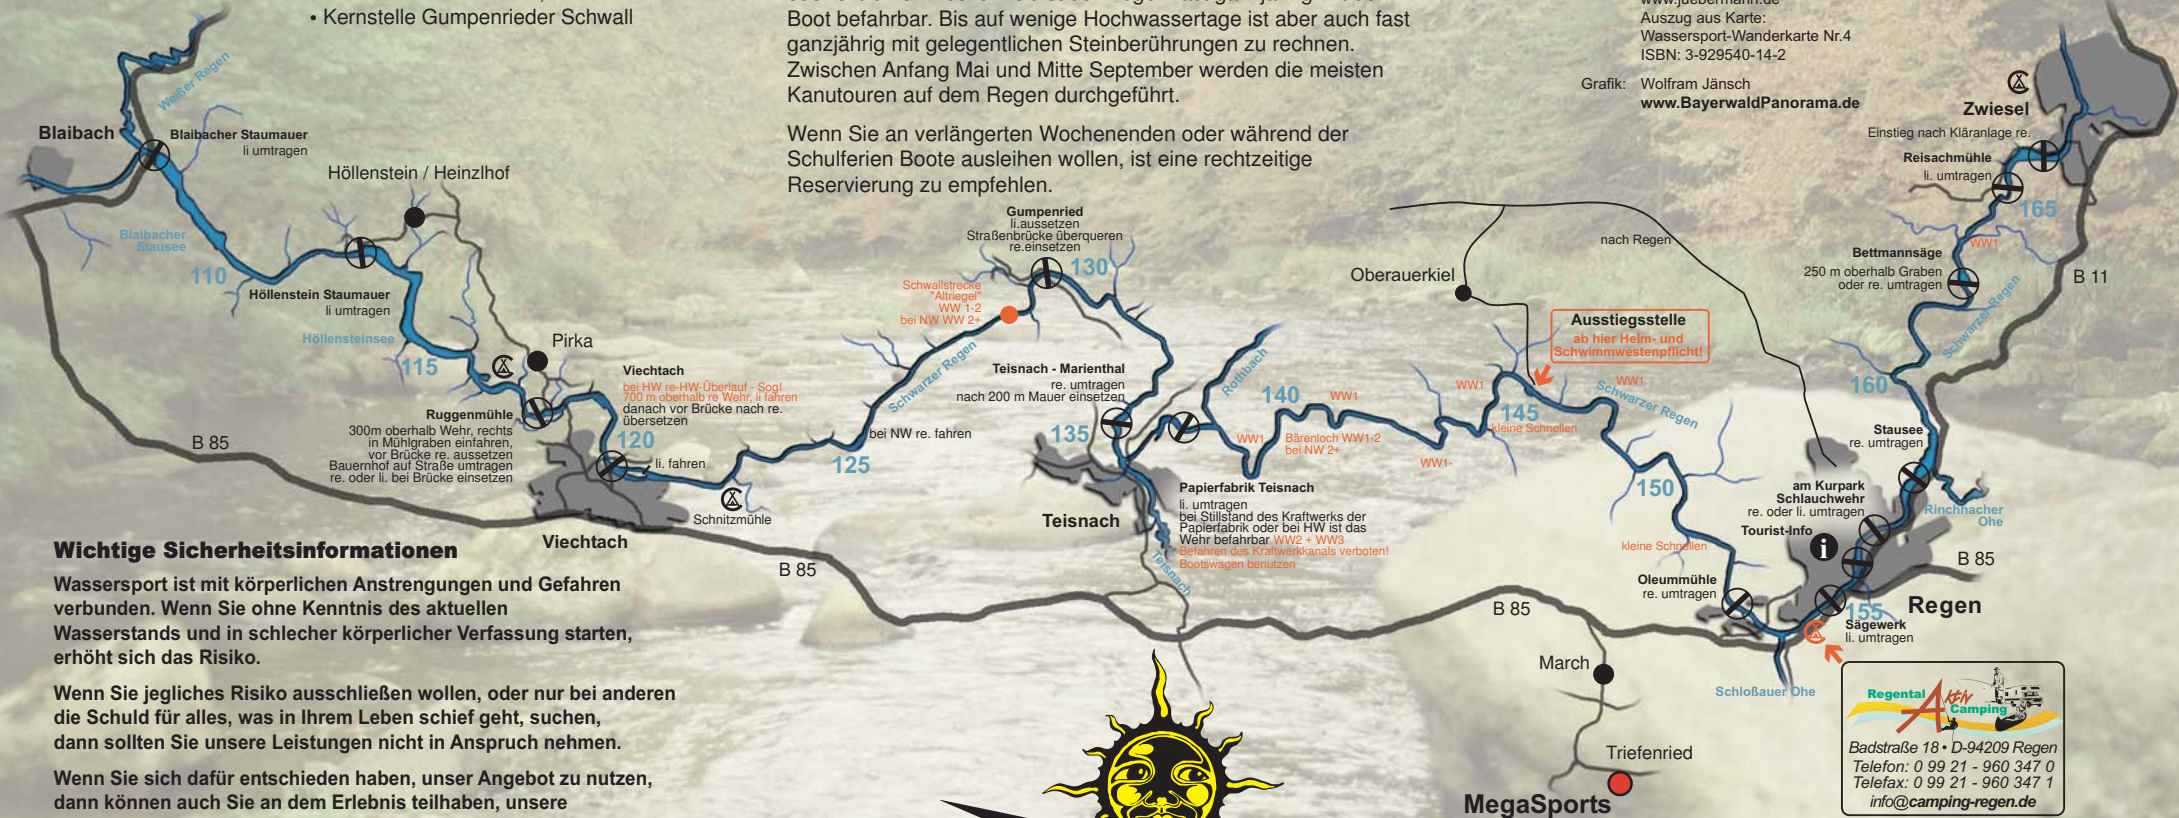 • Kernstelle Gumpenrieder Schwall
Boot befahrbar. Bis auf wenige Hochwassertage ist aber auch fast
ganzjährig mit gelegentlichen Steinberührungen zu rechnen.
Zwischen Anfang Mai und Mitte September werden die meisten
Kanutouren auf dem Regen durchgeführt.
Wenn Sie an verlängerten Wochenenden oder während der
Schulferien Boote ausleihen wollen, ist eine rechtzeitige
Reservierung zu empfehlen.
www.juebermann.de
Auszug aus Karte:
Wassersport-Wanderkarte Nr.4
ISBN: 3-929540-14-2
Grafik: Wolfram Jänsch
www.BayerwaldPanorama.de
Weißer Regen
Blaibach
Blaibacher Staumauer
li umtragen
Höllenstein / Heinzlhof
Blaibacher
Stausee
110
Höllenstein Staumauer
li umtragen
Höllensteinsee
115
Pirka
Viechtach
bei HW re-HW-Überlauf - Sog!
700 m oberhalb re Wehr, li fahren
danach vor Brücke nach re.
übersetzen
Ruggenmühle
300m oberhalb Wehr, rechts
in Mühlgraben einfahren,
vor Brücke re. aussetzen
Bauernhof auf Straße umtragen
re. oder li. bei Brücke einsetzen
B 85
120
li. fahren
Schnitzmühle
Viechtach
125
bei NW re. fahren
Schwarzer Regen
Schwallstrecke
"Altriegel"
WW 1-2
bei NW WW 2+
Gumpenried
li.aussetzen
Straßenbrücke überqueren
re.einsetzen
130
Teisnach - Marienthal
re. umtragen
nach 200 m Mauer einsetzen
135
Teisnach
B 85
Teisnach
Papierfabrik Teisnach
li. umtragen
bei Stillstand des Kraftwerks der
Papierfabrik oder bei HW ist das
Wehr befahrbar WW2 + WW3
Befahren des Kraftwerkkanals verboten!
Bootswagen benutzen
Rothbach
140
WW1
WW1
Bärenloch WW1-2
bei NW 2+
WW1-
WW1
Oberauerkiel
nach Regen
Ausstiegsstelle
ab hier Helm- und
Schwimmwestenpflicht!
145
kleine Schnellen
WW1
Schwarzer Regen
150
kleine Schnellen
Oleummühle
re. umtragen
B 85
Zwiesel
Einstieg nach Kläranlage re.
Reisachmühle
li. umtragen
165
WW1
Bettmannsäge
250 m oberhalb Graben
oder re. umtragen
B 11
Schwarzer Regen
160
Stausee
re. umtragen
am Kurpark
Schlauchwehr
re. oder li. umtragen
Rinchnacher
Ohe
Tourist-Info
i
B 85
155
Regen
Sägewerk
li. umtragen
Schloßauer Ohe
March
Triefenried
MegaSports
Regental
Aktiv
Camping
Badstraße 18 • D-94209 Regen
Telefon: 0 99 21 - 960 347 0
Telefax: 0 99 21 - 960 347 1
info@camping-regen.de
Wichtige Sicherheitsinformationen
Wassersport ist mit körperlichen Anstrengungen und Gefahren
verbunden. Wenn Sie ohne Kenntnis des aktuellen
Wasserstands und in schlecher körperlicher Verfassung starten,
erhöht sich das Risiko.
Wenn Sie jegliches Risiko ausschließen wollen, oder nur bei anderen
die Schuld für alles, was in Ihrem Leben schief geht, suchen,
dann sollten Sie unsere Leistungen nicht in Anspruch nehmen.
Wenn Sie sich dafür entschieden haben, unser Angebot zu nutzen,
dann können auch Sie an dem Erlebnis teilhaben, unsere